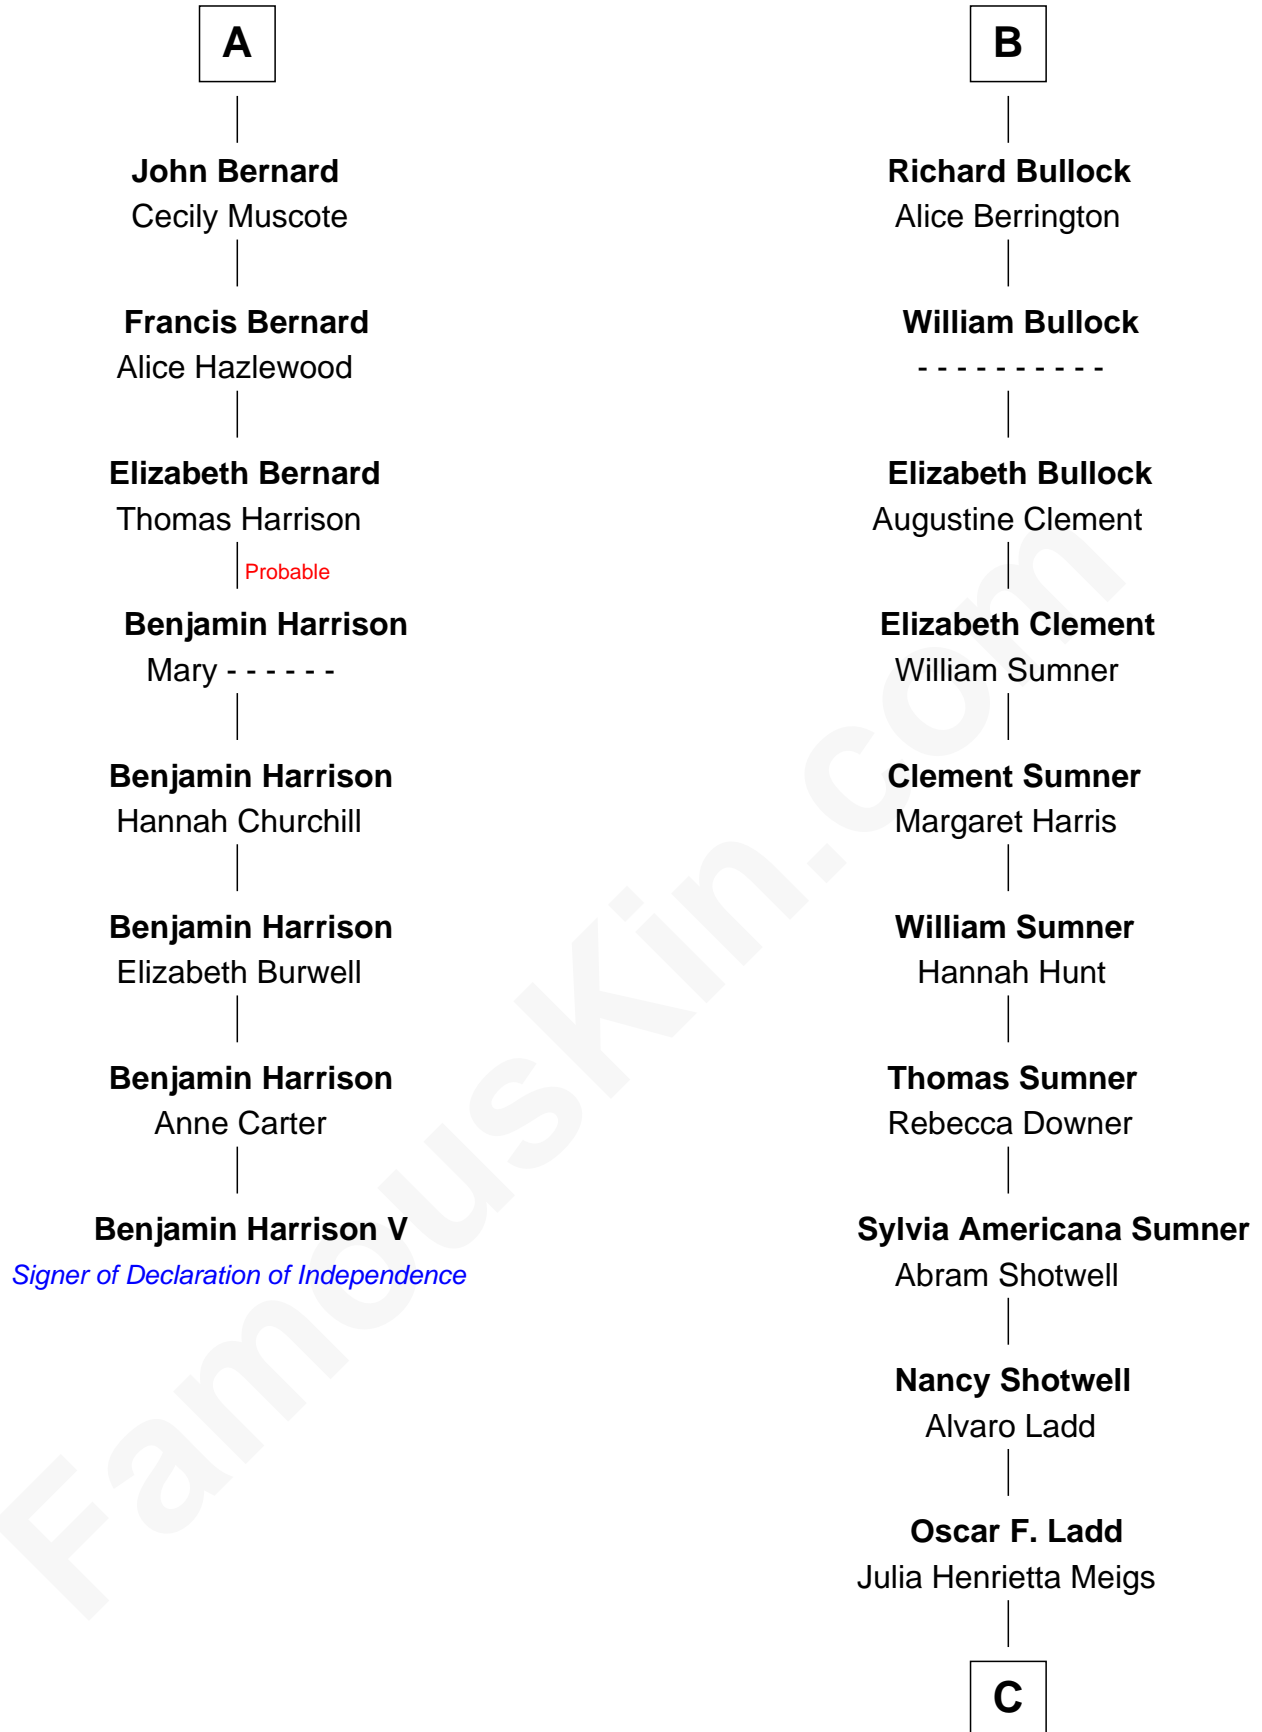 A
John Bernard
Cecily Muscote
Francis Bernard
Alice Hazlewood
Elizabeth Bernard
Thomas Harrison
Probable
Benjamin Harrison
Mary - - - - - -
Benjamin Harrison
Hannah Churchill
Benjamin Harrison
Elizabeth Burwell
Benjamin Harrison
Anne Carter
Benjamin Harrison V
Signer of Declaration of Independence
B
Richard Bullock
Alice Berrington
William Bullock
- - - - - - - - - -
Elizabeth Bullock
Augustine Clement
Elizabeth Clement
William Sumner
Clement Sumner
Margaret Harris
William Sumner
Hannah Hunt
Thomas Sumner
Rebecca Downer
Sylvia Americana Sumner
Abram Shotwell
Nancy Shotwell
Alvaro Ladd
Oscar F. Ladd
Julia Henrietta Meigs
C
FamousKin.com